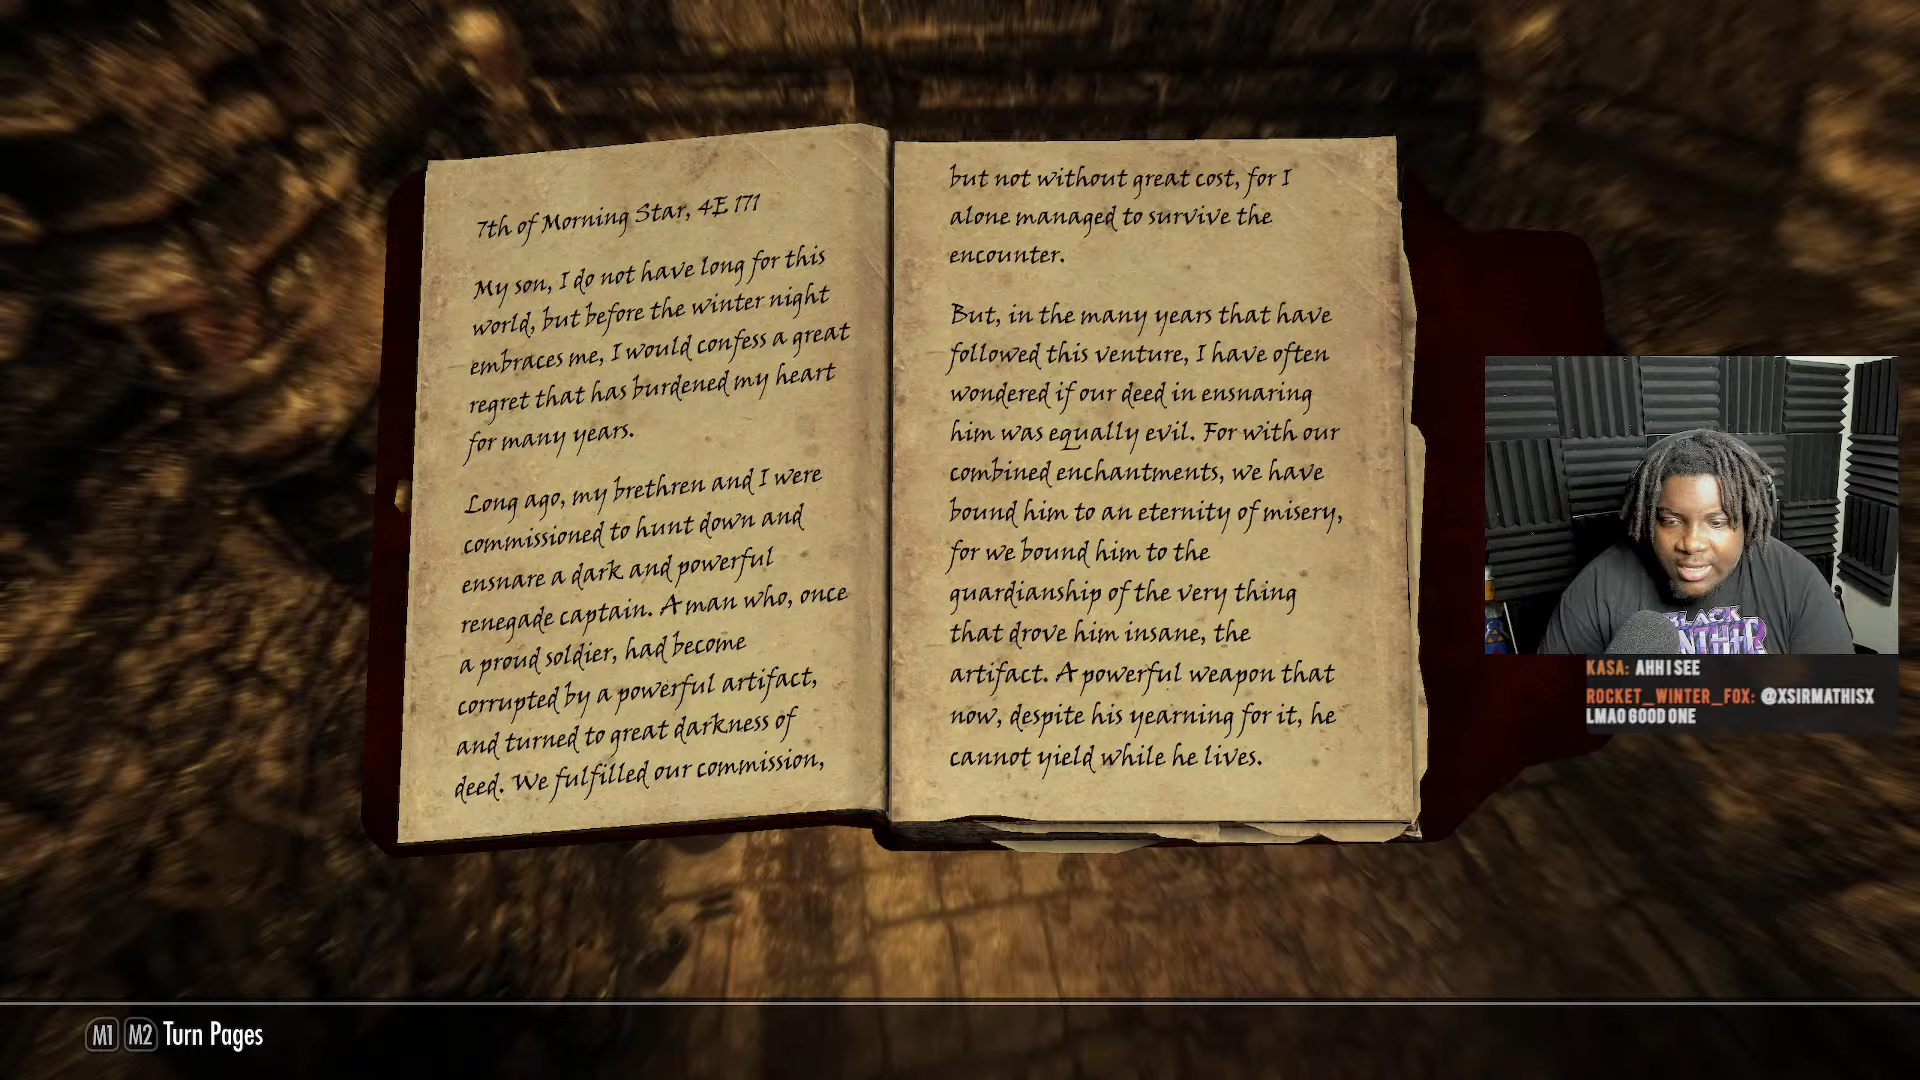 7th of Morning Star, 4E 171
My son, I do not have long for this
world, but before the winter night
embraces me, I would confess a great
regret that has burdened my heart
for many years.
Long ago, my brethren and I were
commissioned to hunt down and
ensnare a dark and powerful
renegade captain. A man who, once
a proud soldier, had become
corrupted by a powerful artifact,
and turned to great darkness of
deed. We fulfilled our commission,
but not without great cost, for I
alone managed to survive the
encounter.
But, in the many years that have
followed this venture, I have often
wondered if our deed in ensnaring
him was equally evil. For with our
combined enchantments, we have
bound him to an eternity of misery,
for we bound him to the
guardianship of the very thing
that drove him insane, the
artifact. A powerful weapon that
now, despite his yearning for it, he
cannot yield while he lives.
BLACK
KASA: AHH I SEE
ROCKET_WINTER_FOX: @XSIRMATHISX
LMAO GOOD ONE
M1 M2 Turn Pages